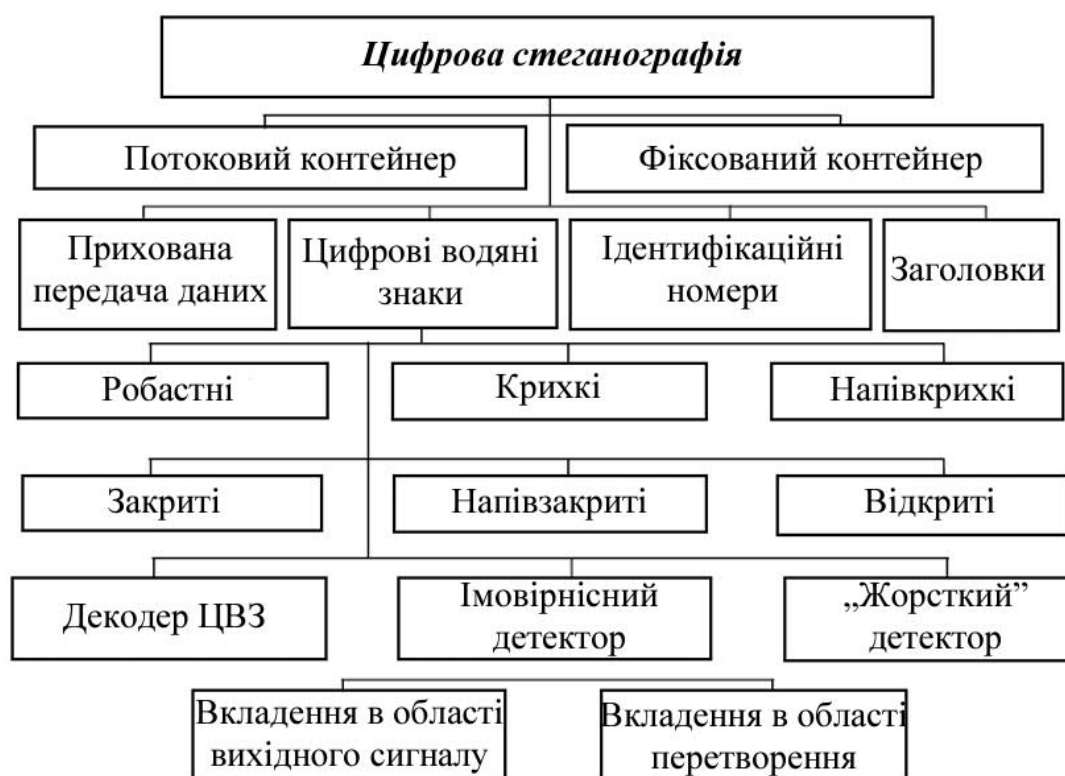 Цифрова стеганографія
Потоковий контейнер
Фіксований контейнер
Прихована
передача даних
Цифрові водяні
знаки
Ідентифікаційні
номери
Заголовки
Робастні
Крихкі
Напівкрихкі
Закриті
Напівзакриті
Відкриті
Декодер ЦВЗ
Імовірнісний
детектор
„Жорсткий”
детектор
Вкладення в області
вихідного сигналу
Вкладення в області
перетворення